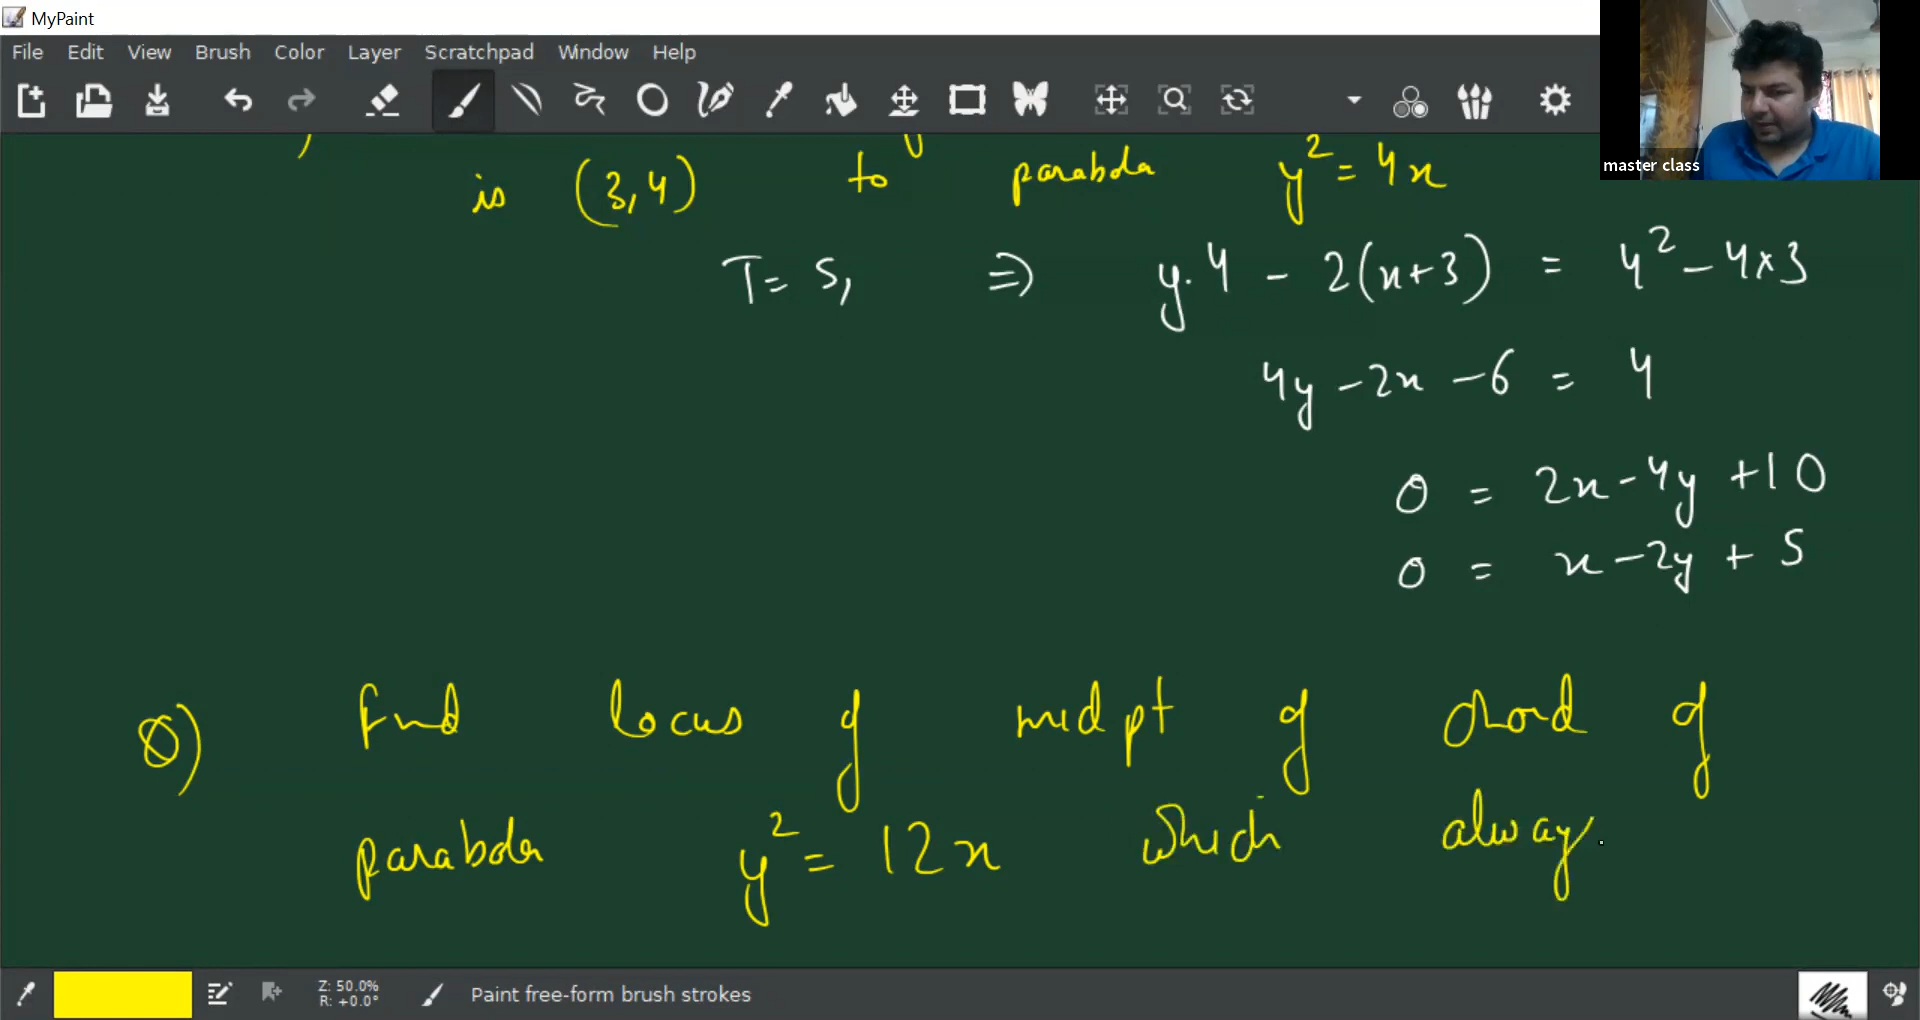 MyPaint
File Edit View Brush Color Layer Scratchpad Window Help
master class
is (3,4) to parabola y² = 4x
T = S₁ ⇒ y.4 - 2(x+3) = 4² - 4×3
4y - 2x - 6 = 4
0 = 2x - 4y + 10
0 = x - 2y + 5
Q) Find locus of mid pt of chord of
parabola y² = 12x which always
Z: 50.0%
R: +0.0°
Paint free-form brush strokes